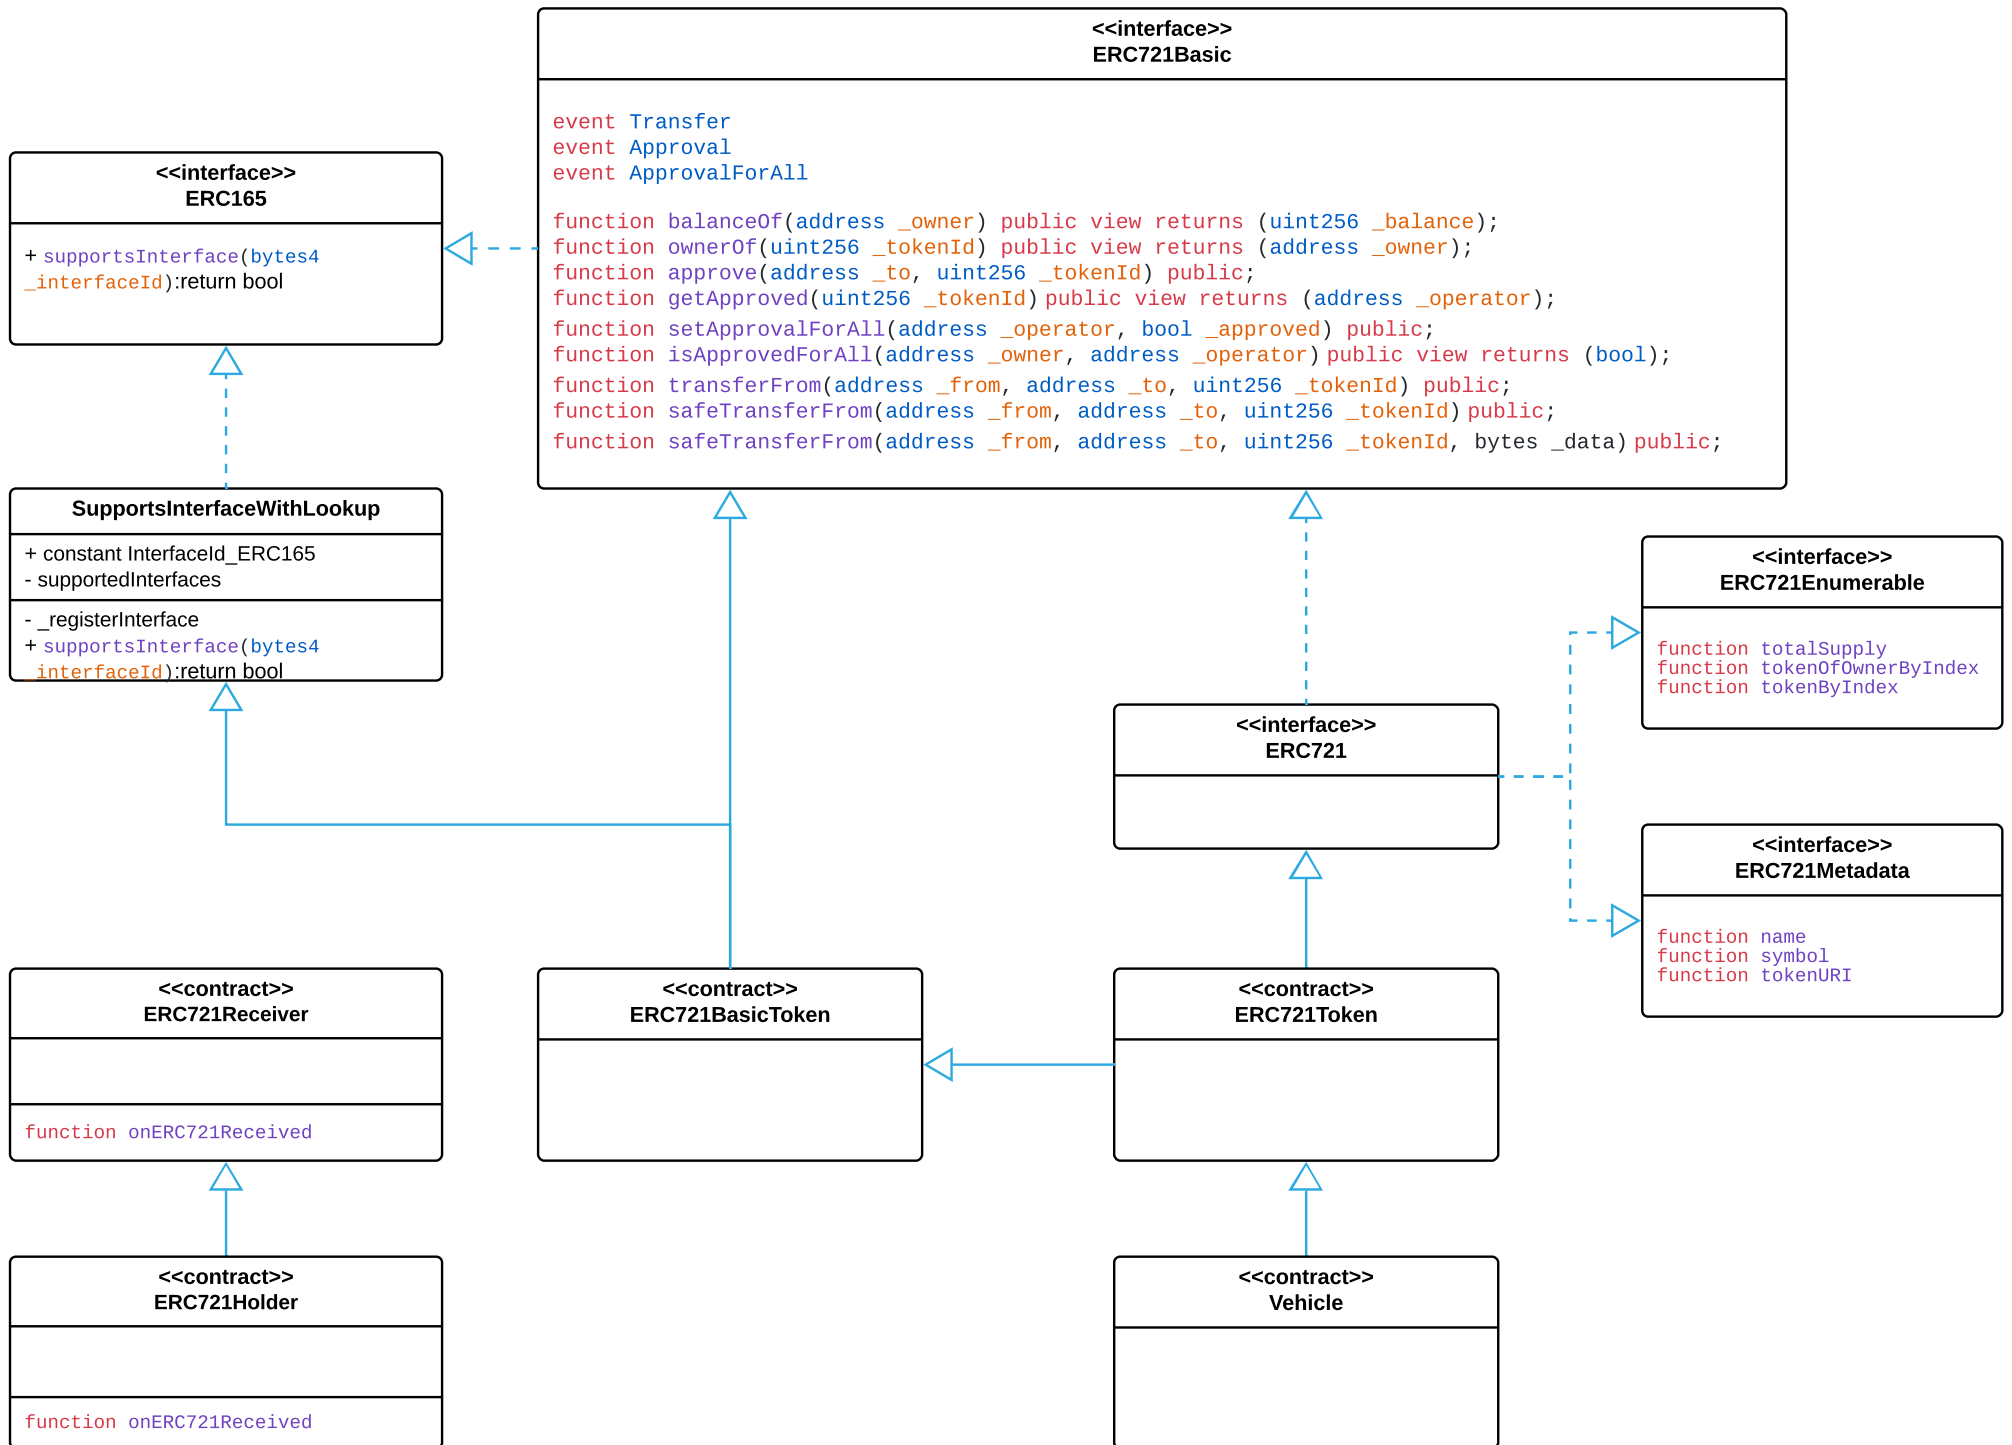 <<interface>>
ERC721Basic
event Transfer
event Approval
event ApprovalForAll
function balanceOf(address _owner) public view returns (uint256 _balance);
function ownerOf(uint256 _tokenId) public view returns (address _owner);
function approve(address _to, uint256 _tokenId) public;
function getApproved(uint256 _tokenId) public view returns (address _operator);
function setApprovalForAll(address _operator, bool _approved) public;
function isApprovedForAll(address _owner, address _operator) public view returns (bool);
function transferFrom(address _from, address _to, uint256 _tokenId) public;
function safeTransferFrom(address _from, address _to, uint256 _tokenId) public;
function safeTransferFrom(address _from, address _to, uint256 _tokenId, bytes _data) public;
<<interface>>
ERC165
+ supportsInterface(bytes4
_interfaceId):return bool
SupportsInterfaceWithLookup
+ constant InterfaceId_ERC165
- supportedInterfaces
- _registerInterface
+ supportsInterface(bytes4
_interfaceId):return bool
<<interface>>
ERC721Enumerable
function totalSupply
function tokenOfOwnerByIndex
function tokenByIndex
<<interface>>
ERC721
<<interface>>
ERC721Metadata
function name
function symbol
function tokenURI
<<contract>>
ERC721Receiver
function onERC721Received
<<contract>>
ERC721BasicToken
<<contract>>
ERC721Token
<<contract>>
ERC721Holder
function onERC721Received
<<contract>>
Vehicle